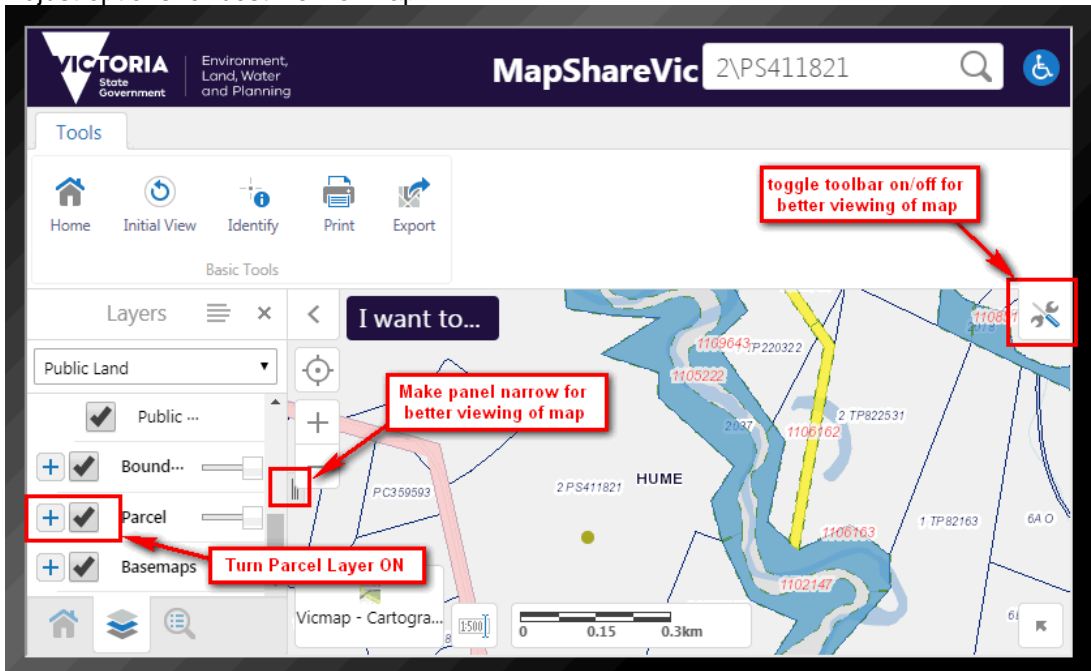 VICTORIA
State
Government
Environment,
Land, Water
and Planning
MapShareVic
2\PS411821
Tools
Home
Initial View
Identify
Print
Export
Basic Tools
toggle toolbar on/off for
better viewing of map
Layers
I want to...
Public Land
Public ...
Bound...
Parcel
Basemaps
Make panel narrow for
better viewing of map
Turn Parcel Layer ON
1109643
TP220322
1105222
2037
1106162
2 TP822531
PC359593
2 PS411821
HUME
1106163
1 TP82163
6A O
1102147
Vicmap - Cartogra...
1:500
0 0.15 0.3km